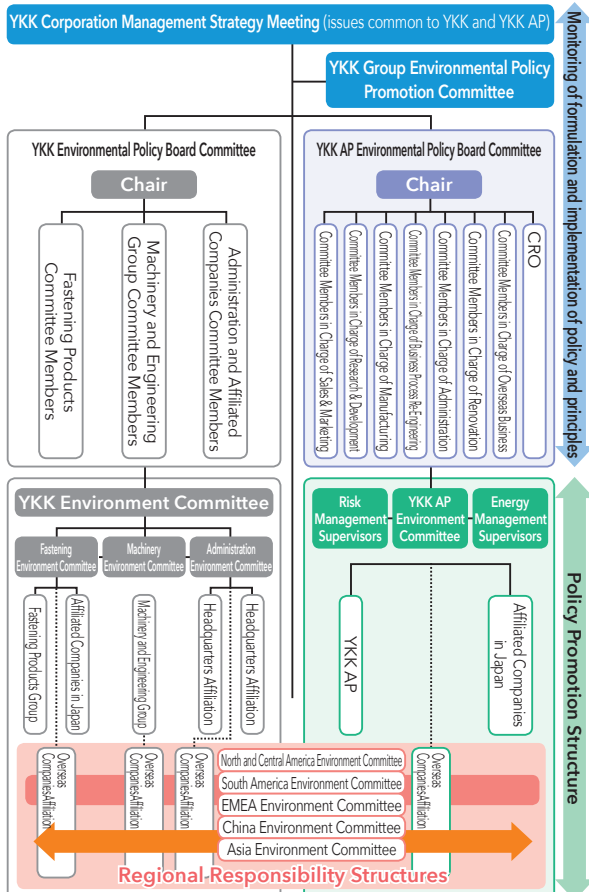 YKK Corporation Management Strategy Meeting (issues common to YKK and YKK AP)
YKK Group Environmental Policy
Promotion Committee
YKK Environmental Policy Board Committee
Chair
Fastening Products
Committee Members
Machinery and Engineering
Group Committee Members
Administration and Affiliated
Companies Committee Members
YKK AP Environmental Policy Board Committee
Chair
Committee Members in Charge of Sales & Marketing
Committee Members in Charge of Research & Development
Committee Members in Charge of Manufacturing
Committee Members in Charge of Business Process Re-Engineering
Committee Members in Charge of Administration
Committee Members in Charge of Renovation
Committee Members in Charge of Overseas Business
CRO
Monitoring of formulation and implementation of policy and principles
YKK Environment Committee
Fastening
Environment Committee
Machinery
Environment Committee
Administration
Environment Committee
Fastening Products Group
Affiliated Companies in Japan
Machinery and Engineering Group
Headquarters Affiliation
Headquarters Affiliation
Risk
Management
Supervisors
YKK AP
Environment
Committee
Energy
Management
Supervisors
YKK AP
Affiliated Companies
in Japan
Policy Promotion Structure
Overseas
CompaniesAffiliation
Overseas
CompaniesAffiliation
Overseas
CompaniesAffiliation
North and Central America Environment Committee
South America Environment Committee
EMEA Environment Committee
China Environment Committee
Asia Environment Committee
Overseas
CompaniesAffiliation
Regional Responsibility Structures